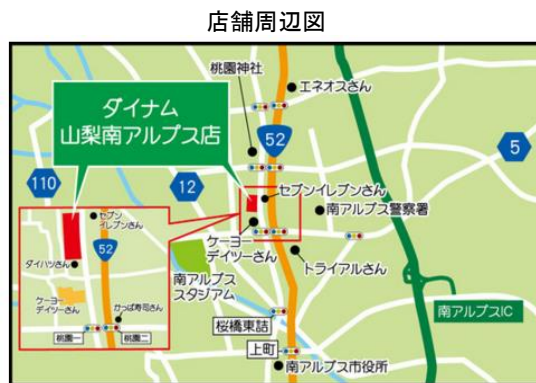 店舗周辺図
桃園神社
エネオスさん
ダイナム
山梨南アルプス店
52
5
110
12
セブンイレブンさん
南アルプス警察署
セブン
イレブンさん
52
ケーヨー
デイツーさん
トライアルさん
ダイハツさん
南アルプス
スタジアム
ケーヨー
デイツーさん
かっぱ寿司さん
南アルプスIC
桜橋東詰
桃園一
桃園二
上町
南アルプス市役所